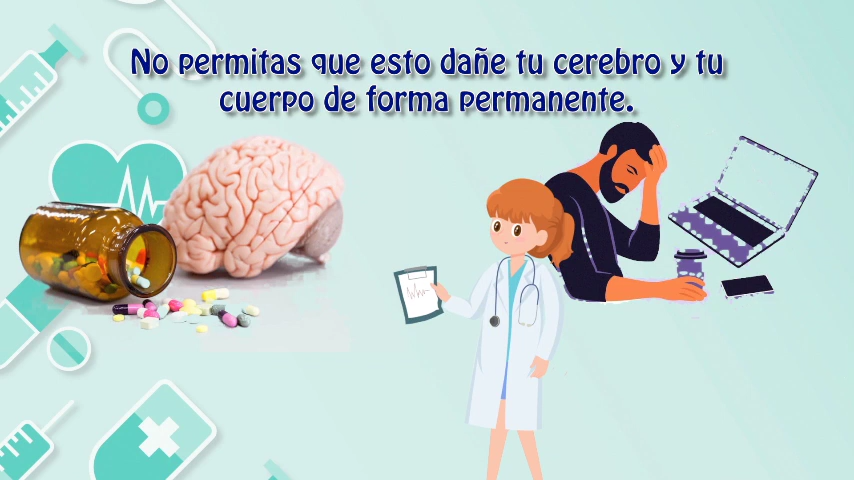 No permitas que esto dañe tu cerebro y tu
cuerpo de forma permanente.